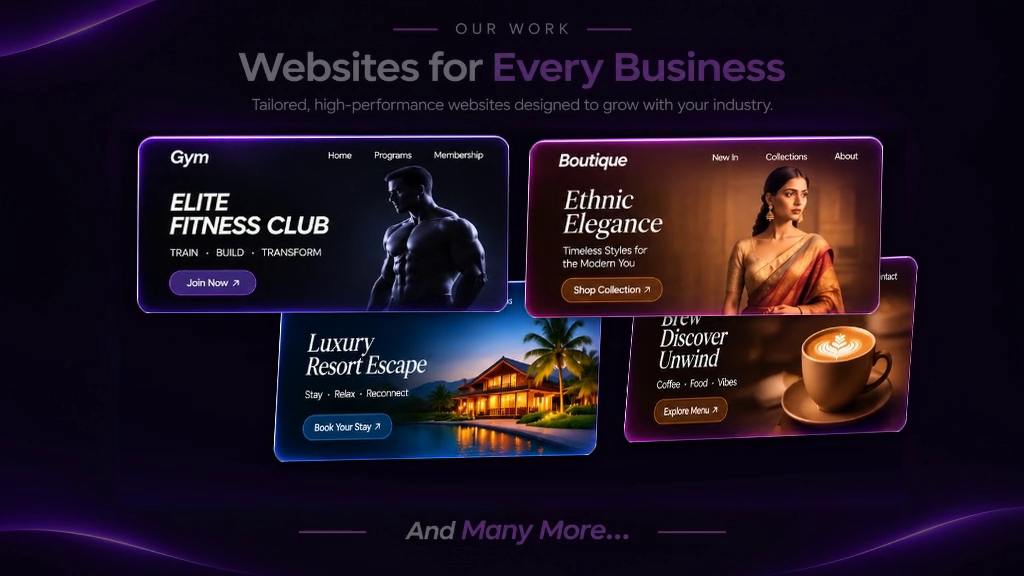 OUR WORK
Websites for Every Business
Tailored, high-performance websites designed to grow with your industry.
Gym
Home Programs Membership
ELITE
FITNESS CLUB
TRAIN · BUILD · TRANSFORM
Join Now ↗
Boutique
New In Collections About
Ethnic
Elegance
Timeless Styles for
the Modern You
Shop Collection ↗
Luxury
Resort Escape
Stay · Relax · Reconnect
Book Your Stay ↗
Brew
Discover
Unwind
Coffee · Food · Vibes
Explore Menu ↗
And Many More...